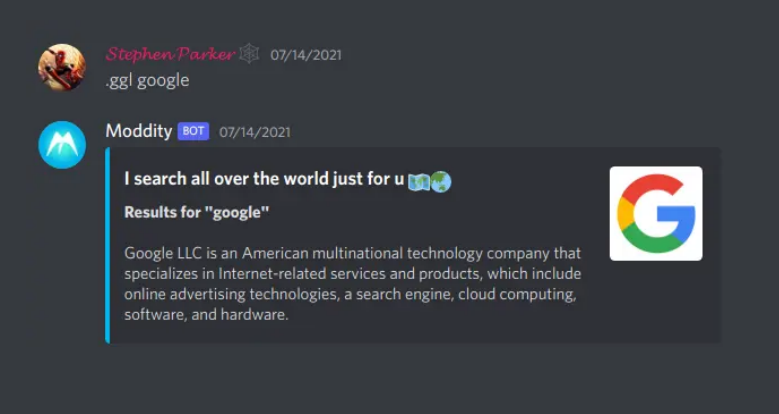 Stephen Parker 🕸 07/14/2021
.ggl google
Moddity BOT 07/14/2021
I search all over the world just for u 🗺🌏
Results for "google"
Google LLC is an American multinational technology company that
specializes in Internet-related services and products, which include
online advertising technologies, a search engine, cloud computing,
software, and hardware.